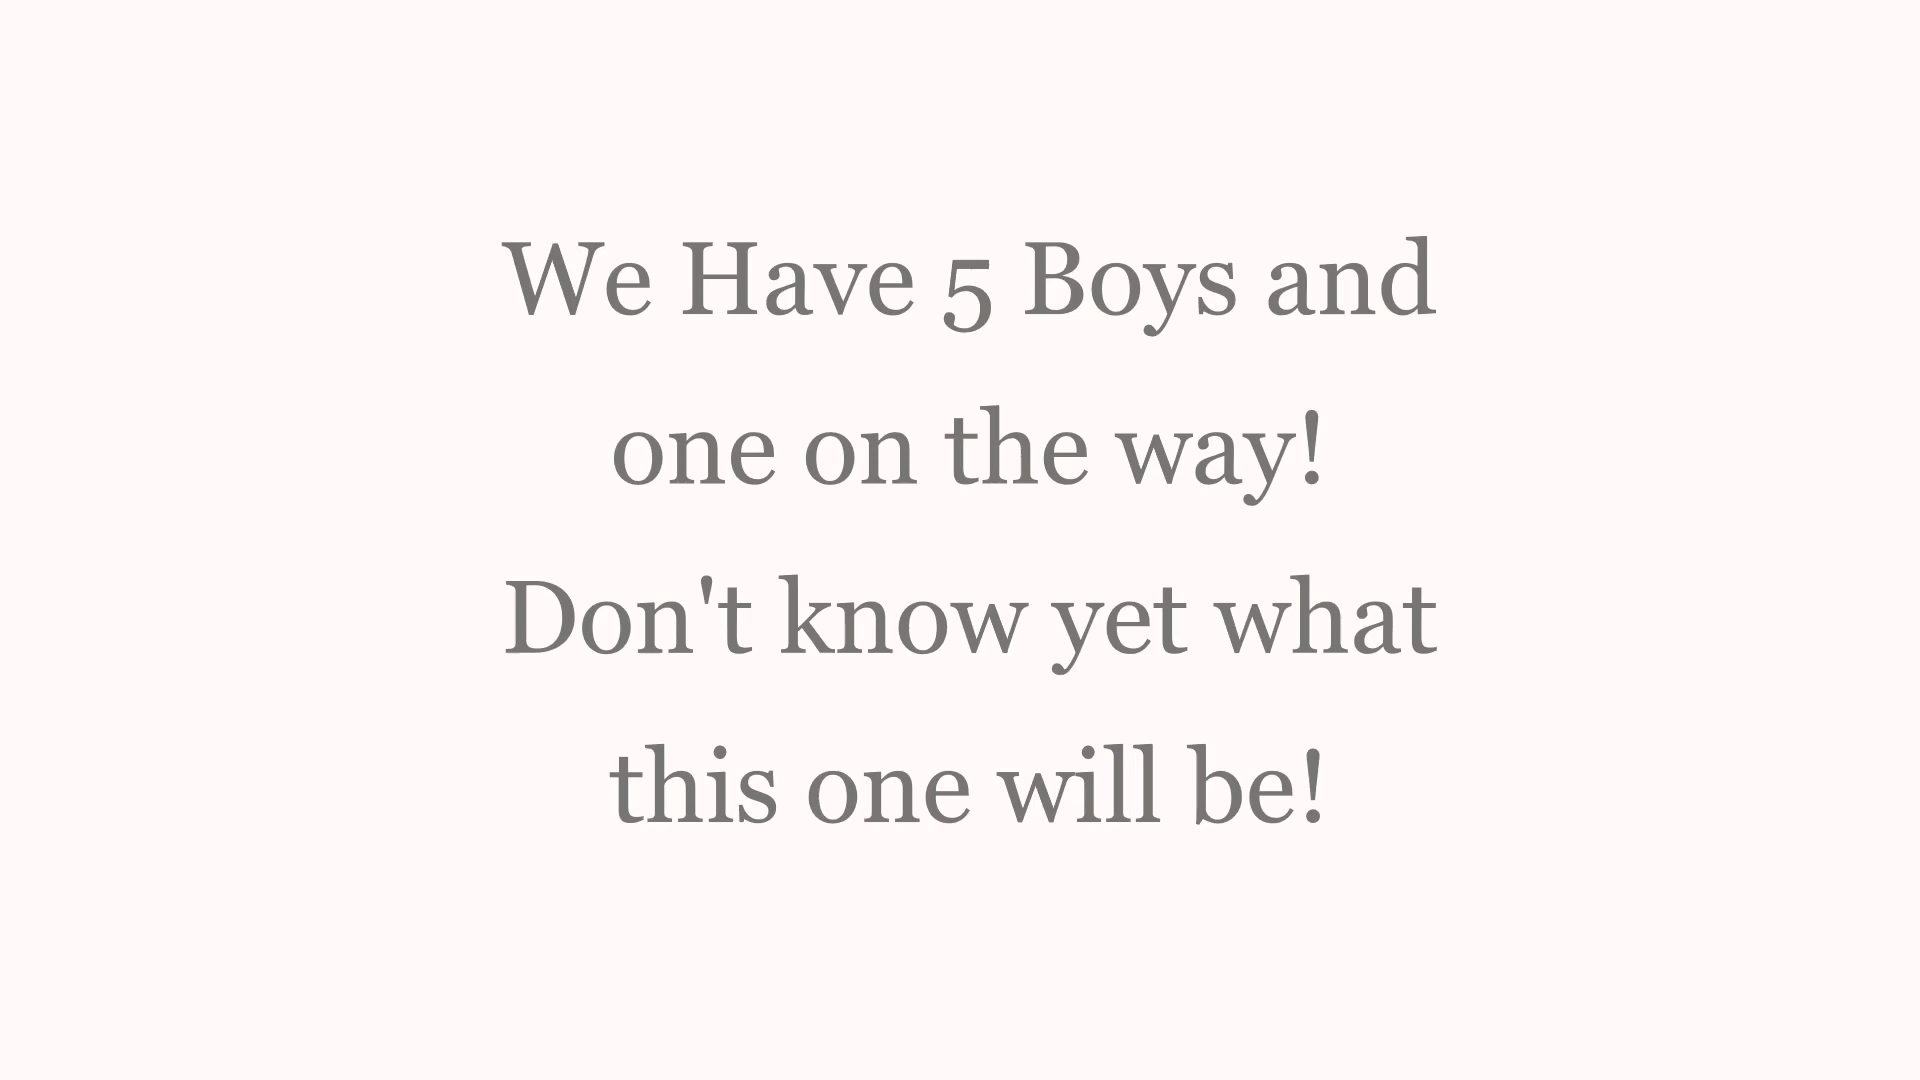 We Have 5 Boys and
one on the way!
Don't know yet what
this one will be!